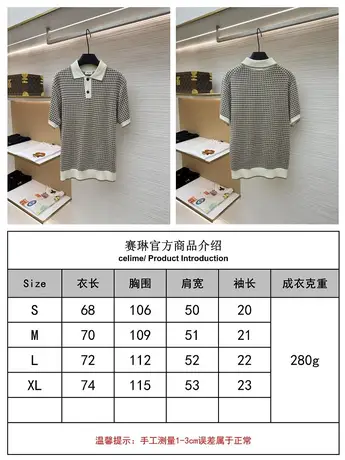 赛琳官方商品介绍
celime/ Product Introduction
Size 衣长 胸围 肩宽 袖长 成衣克重
S 68 106 50 20
M 70 109 51 21
L 72 112 52 22 280g
XL 74 115 53 23
温馨提示：手工测量1-3cm误差属于正常